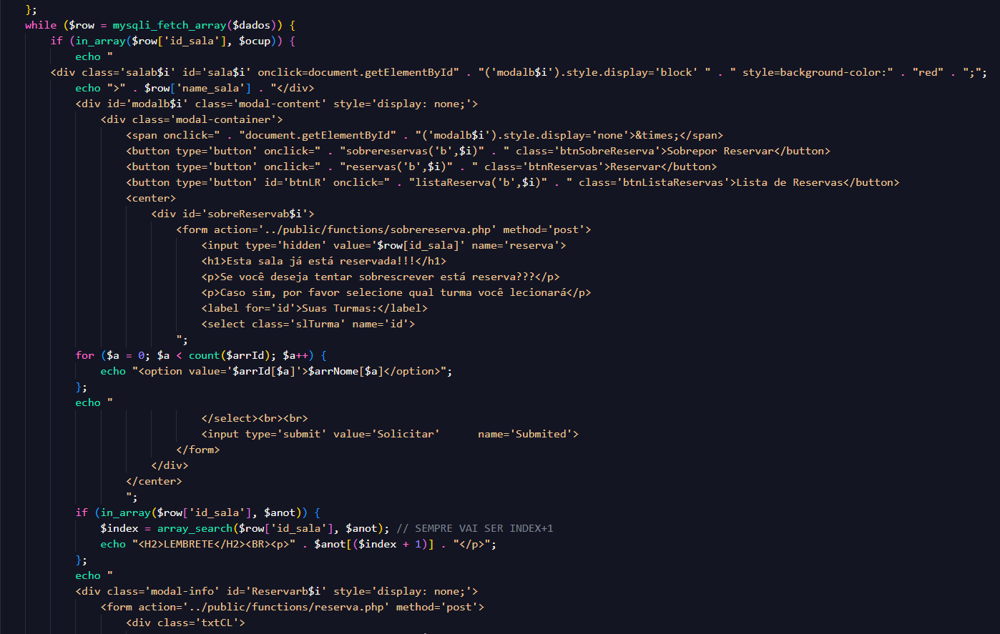 };
while ($row = mysqli_fetch_array($dados)) {
if (in_array($row['id_sala'], $ocup)) {
echo "
<div class='salab$i' id='sala$i' onclick=document.getElementById" . "('modalb$i').style.display='block' " . " style=background-color:" . "red" . ";";
echo ">" . $row['name_sala'] . "</div>
<div id='modalb$i' class='modal-content' style='display: none;'>
<div class='modal-container'>
<span onclick=" . "document.getElementById" . "('modalb$i').style.display='none'>&times;</span>
<button type='button' onclick=" . "sobrereservas('b',$i)" . " class='btnSobreReserva'>Sobrepor Reservar</button>
<button type='button' onclick=" . "reservas('b',$i)" . " class='btnReservas'>Reservar</button>
<button type='button' id='btnLR' onclick=" . "listaReserva('b',$i)" . " class='btnListaReservas'>Lista de Reservas</button>
<center>
<div id='sobreReservab$i'>
<form action='../public/functions/sobrereserva.php' method='post'>
<input type='hidden' value='$row[id_sala]' name='reserva'>
<h1>Esta sala já está reservada!!!</h1>
<p>Se você deseja tentar sobrescrever está reserva???</p>
<p>Caso sim, por favor selecione qual turma você lecionará</p>
<label for='id'>Suas Turmas:</label>
<select class='slTurma' name='id'>
";
for ($a = 0; $a < count($arrId); $a++) {
echo "<option value='$arrId[$a]'>$arrNome[$a]</option>";
};
echo "
</select><br><br>
<input type='submit' value='Solicitar'      name='Submited'>
</form>
</div>
</center>
";
if (in_array($row['id_sala'], $anot)) {
$index = array_search($row['id_sala'], $anot); // SEMPRE VAI SER INDEX+1
echo "<H2>LEMBRETE</H2><BR><p>" . $anot[($index + 1)] . "</p>";
};
echo "
<div class='modal-info' id='Reservarb$i' style='display: none;'>
<form action='../public/functions/reserva.php' method='post'>
<div class='txtCL'>